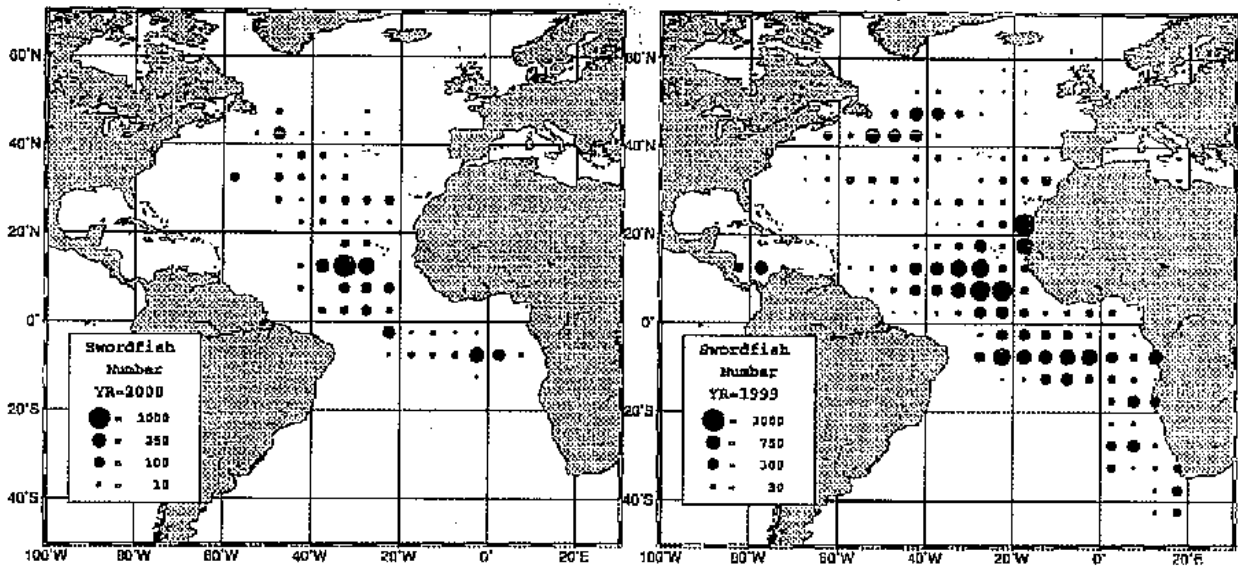 60°N
40°N
20°N
0°
20°S
40°S
Swordfish
Number
YR=2000
= 1000
= 250
= 100
= 10
100°W 80°W 60°W 40°W 20°W 0° 20°E
60°N
40°N
20°N
0°
20°S
40°S
Swordfish
Number
YR=1999
= 3000
= 750
= 300
= 30
100°W 80°W 60°W 40°W 20°W 0° 20°E